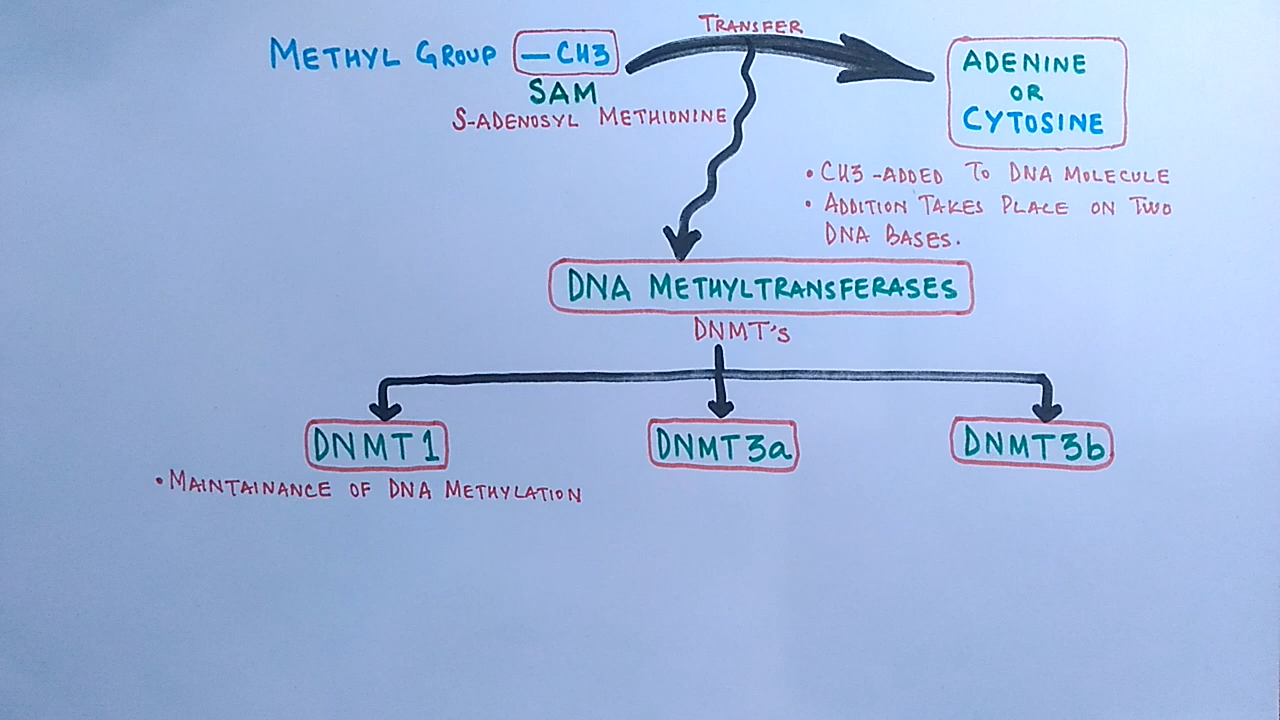 TRANSFER
METHYL GROUP –CH3
SAM
S-ADENOSYL METHIONINE
ADENINE
OR
CYTOSINE
• CH3-ADDED TO DNA MOLECULE
• ADDITION TAKES PLACE ON TWO
DNA BASES.
DNA METHYLTRANSFERASES
DNMT'S
DNMT1 DNMT3a DNMT3b
• MAINTAINANCE OF DNA METHYLATION